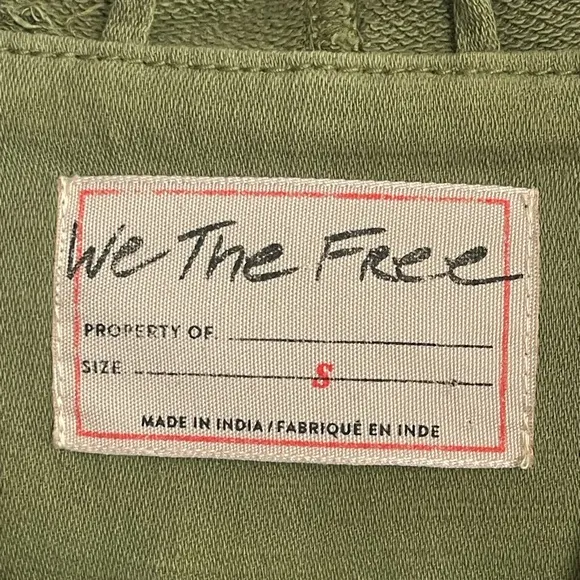 We The Free
PROPERTY OF.
SIZE S
MADE IN INDIA / FABRIQUÉ EN INDE